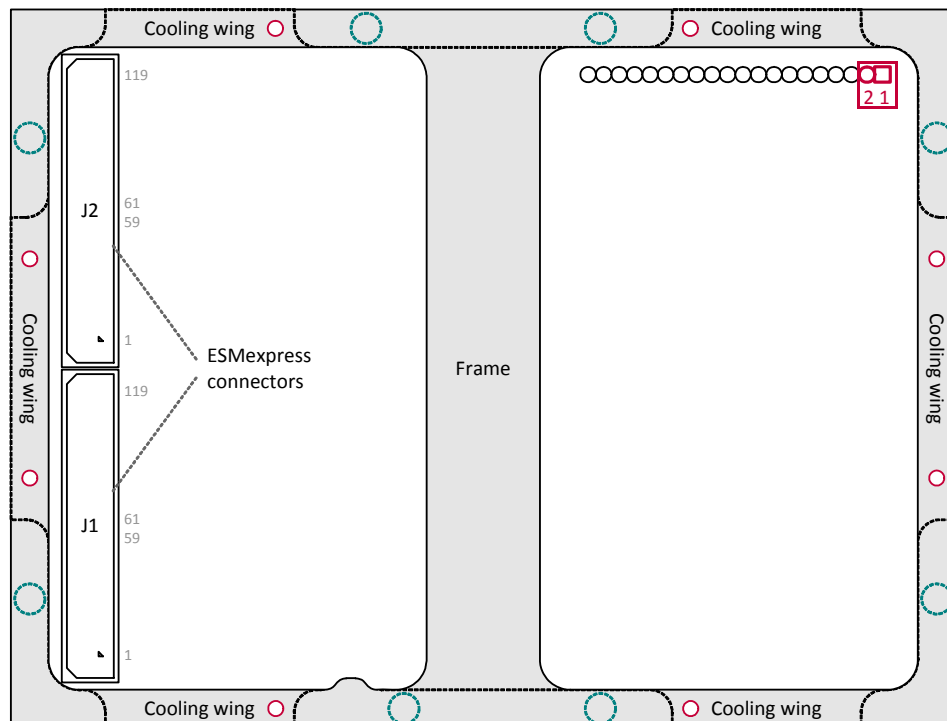 Cooling wing
Cooling wing
119
2 1
J2
61
59
1
Cooling wing
ESMexpress
connectors
Frame
Cooling wing
119
J1
61
59
1
Cooling wing
Cooling wing